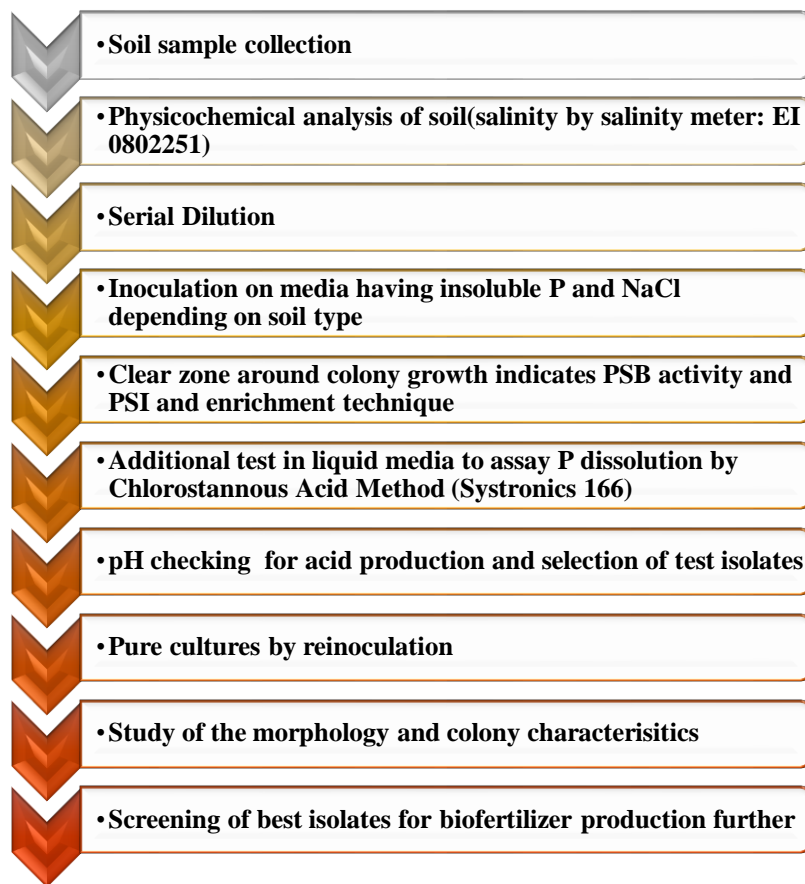 •Soil sample collection
•Physicochemical analysis of soil(salinity by salinity meter: EI
0802251)
•Serial Dilution
•Inoculation on media having insoluble P and NaCl
depending on soil type
•Clear zone around colony growth indicates PSB activity and
PSI and enrichment technique
•Additional test in liquid media to assay P dissolution by
Chlorostannous Acid Method (Systronics 166)
•pH checking  for acid production and selection of test isolates
•Pure cultures by reinoculation
•Study of the morphology and colony characterisitics
•Screening of best isolates for biofertilizer production further